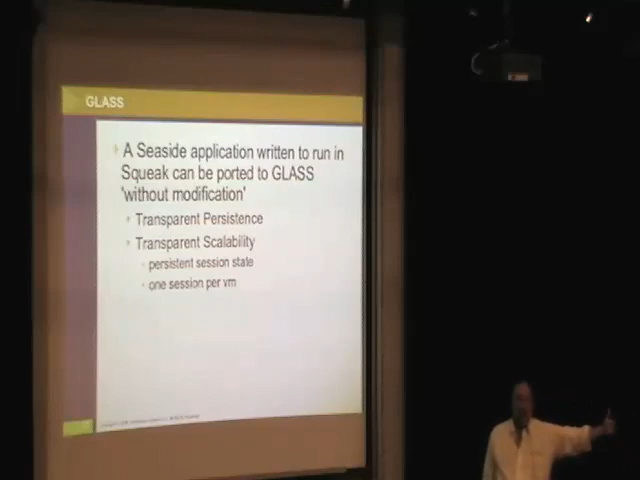 GLASS
A Seaside application written to run in
Squeak can be ported to GLASS
'without modification'
Transparent Persistence
Transparent Scalability
persistent session state
one session per vm